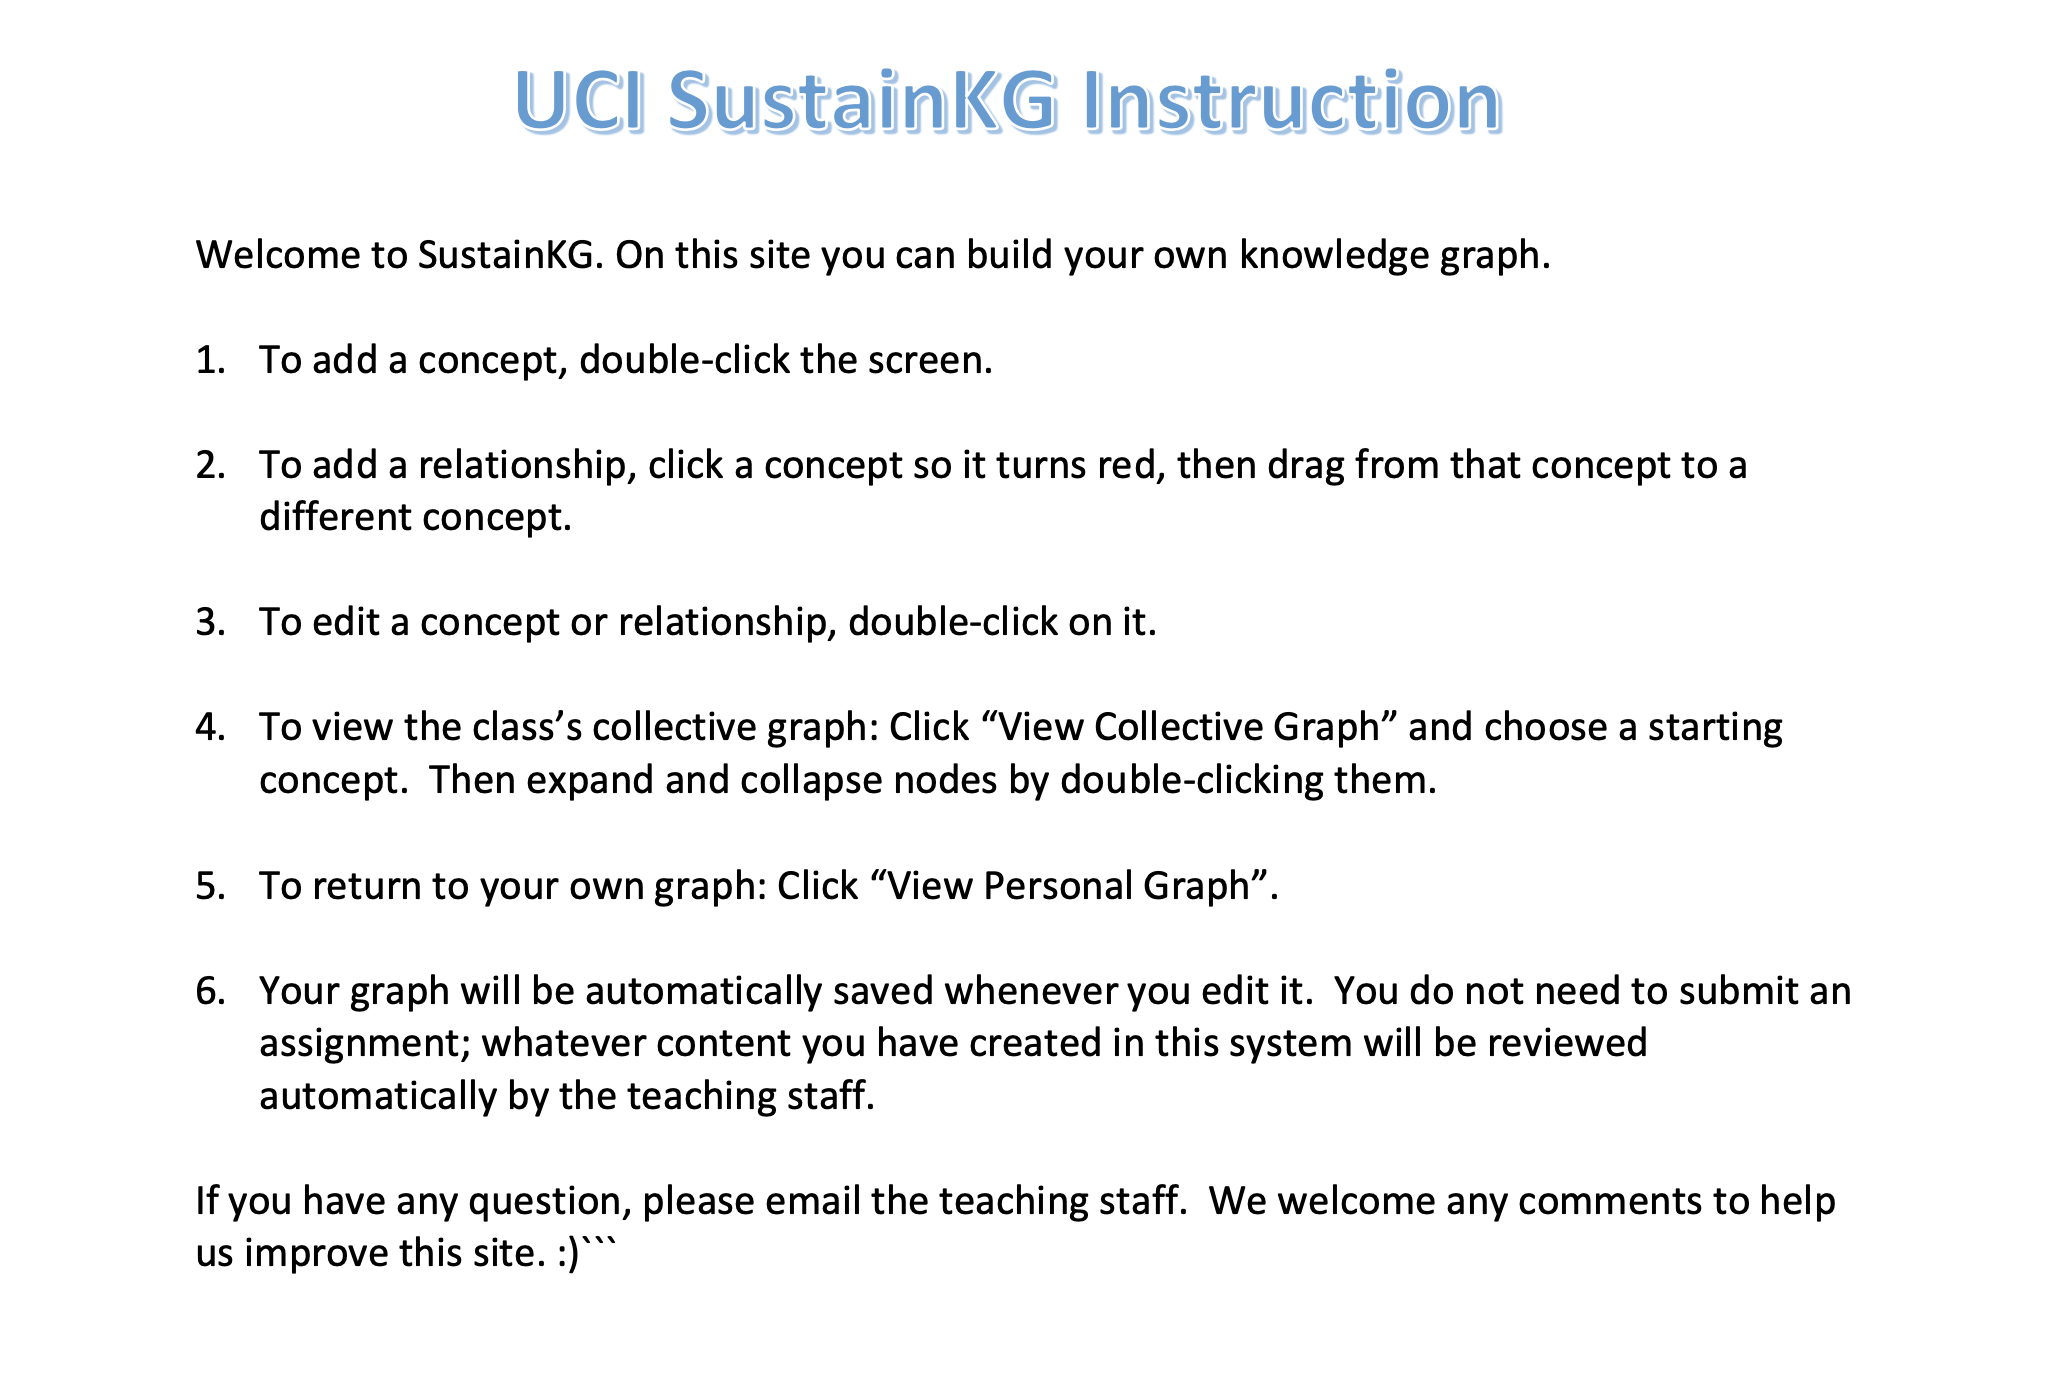 UCI SustainKG Instruction
Welcome to SustainKG. On this site you can build your own knowledge graph.
1. To add a concept, double-click the screen.
2. To add a relationship, click a concept so it turns red, then drag from that concept to a
different concept.
3. To edit a concept or relationship, double-click on it.
4. To view the class’s collective graph: Click “View Collective Graph” and choose a starting
concept.  Then expand and collapse nodes by double-clicking them.
5. To return to your own graph: Click “View Personal Graph”.
6. Your graph will be automatically saved whenever you edit it.  You do not need to submit an
assignment; whatever content you have created in this system will be reviewed
automatically by the teaching staff.
If you have any question, please email the teaching staff.  We welcome any comments to help
us improve this site. :)```